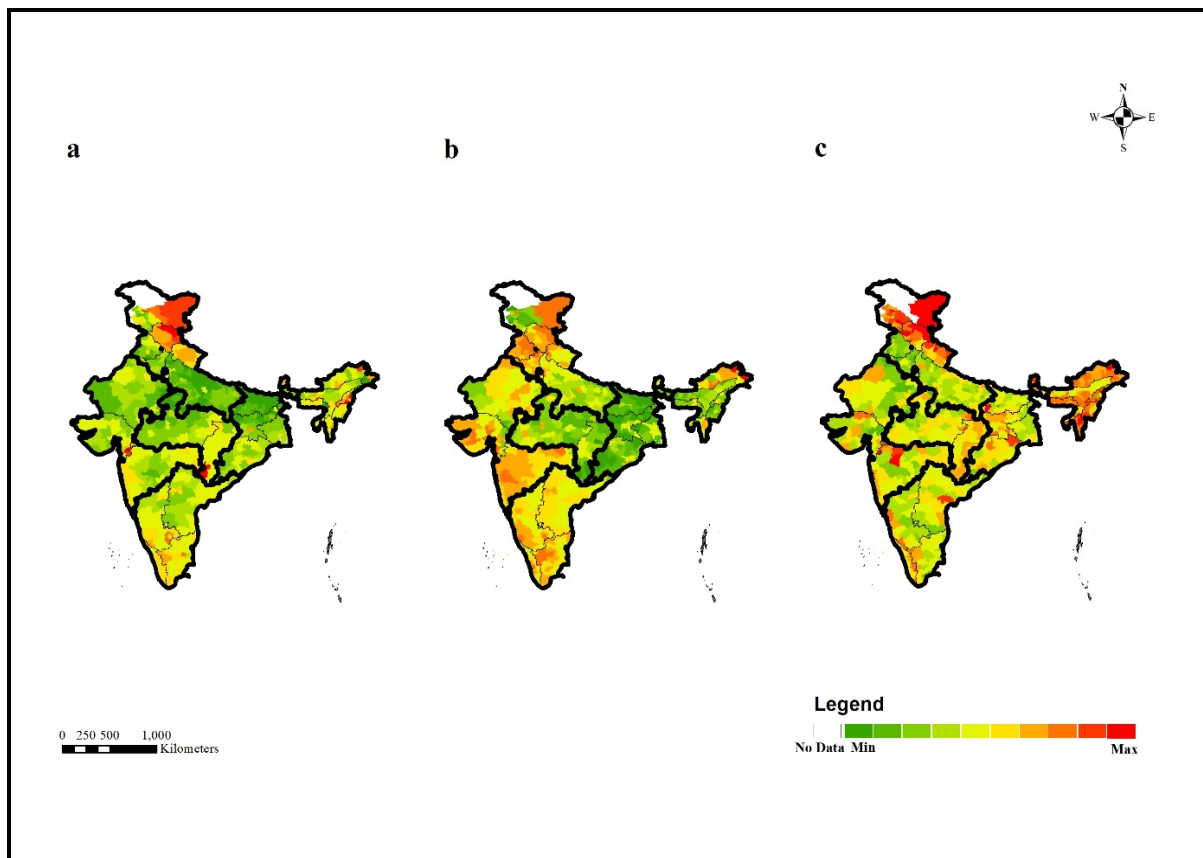 N
W E
S
a b c
0 250 500 1,000
Kilometers
Legend
No Data Min Max